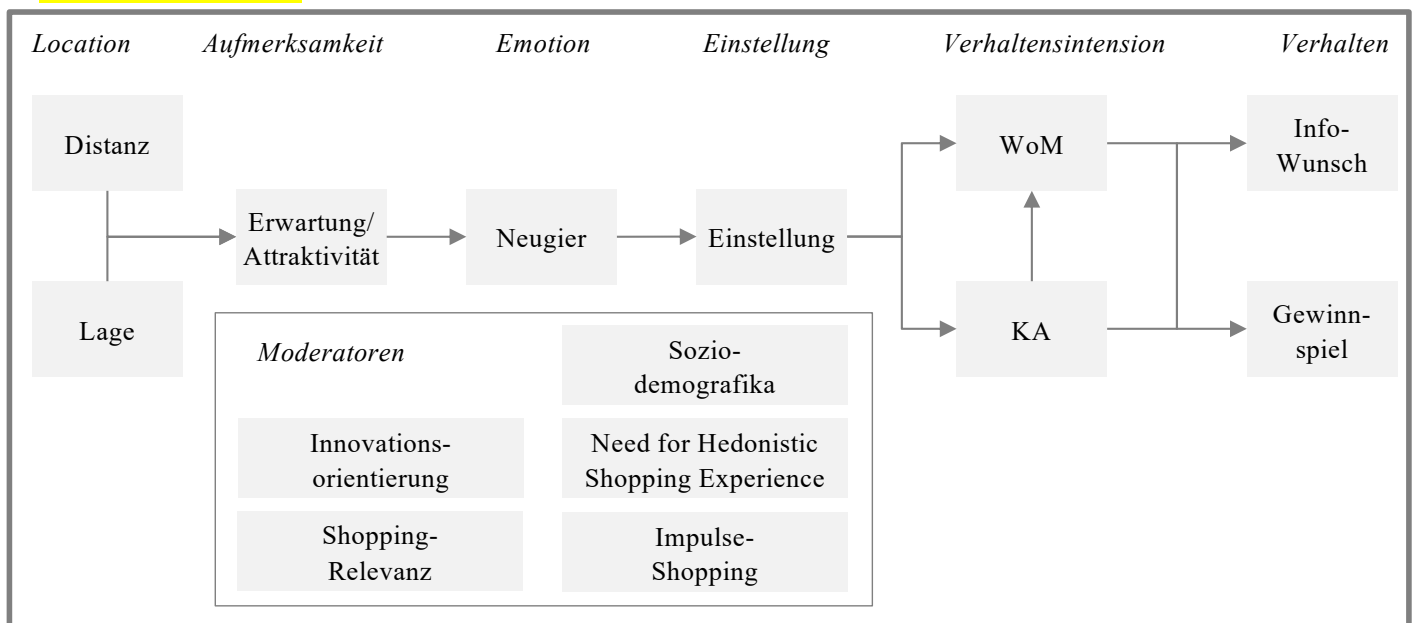 Location Aufmerksamkeit Emotion Einstellung Verhaltensintension Verhalten
Distanz
WoM
Info-
Wunsch
Erwartung/
Attraktivität
Neugier
Einstellung
Lage
KA
Gewinn-
spiel
Moderatoren
Sozio-
demografika
Innovations-
orientierung
Need for Hedonistic
Shopping Experience
Shopping-
Relevanz
Impulse-
Shopping